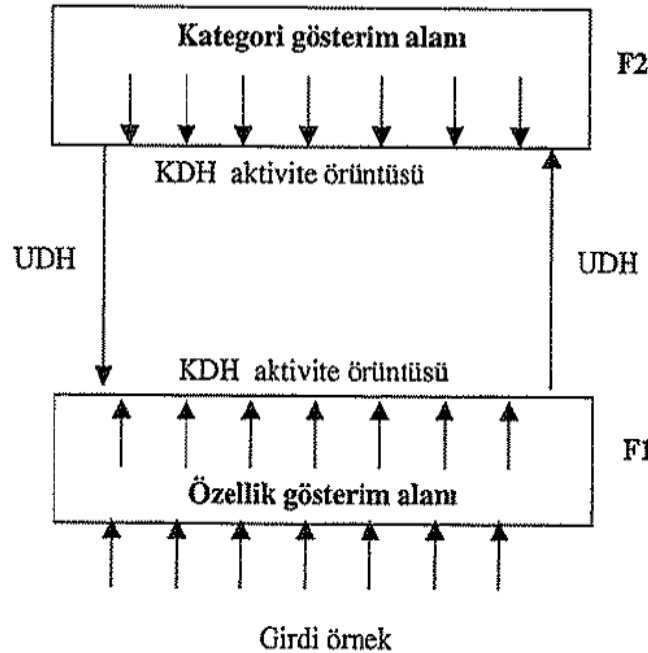 Kategori gösterim alanı
F2
KDH aktivite örüntüsü
UDH
UDH
KDH aktivite örüntüsü
F1
Özellik gösterim alanı
Girdi örnek